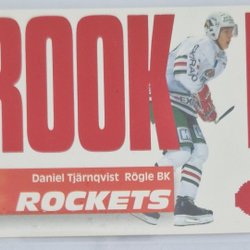 ROOK
Daniel Tjärnqvist Rögle BK
ROCKETS